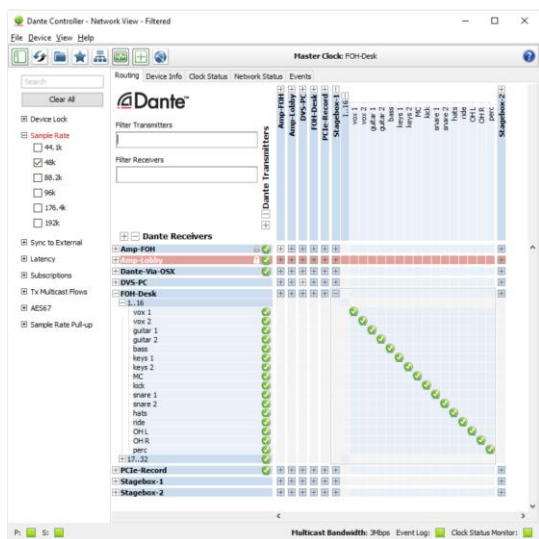 Dante Controller - Network View - Filtered
File Device View Help
Master Clock: FOH-Desk
Search
Clear All
Device Lock
Sample Rate
44.1k
48k
88.2k
96k
176.4k
192k
Sync to External
Latency
Subscriptions
Tx Multicast Flows
AES67
Sample Rate Pull-up
Routing Device Info Clock Status Network Status Events
Dante™
Filter Transmitters
Filter Receivers
Dante Transmitters
Amp-FOH
Amp-Lobby
DVS-PC
FOH-Desk
PCIe-Record
Stagebox-1
1..16
vox 1
vox 2
guitar 1
guitar 2
bass
keys 1
keys 2
MC
kick
snare 1
snare 2
hats
ride
OH L
OH R
perc
Stagebox-2
Dante Receivers
Amp-FOH
Amp-Lobby
Dante-Via-OSX
DVS-PC
FOH-Desk
1..16
vox 1
vox 2
guitar 1
guitar 2
bass
keys 1
keys 2
MC
kick
snare 1
snare 2
hats
ride
OH L
OH R
perc
17..32
PCIe-Record
Stagebox-1
Stagebox-2
P: S: Multicast Bandwidth: 3Mbps Event Log: Clock Status Monitor: